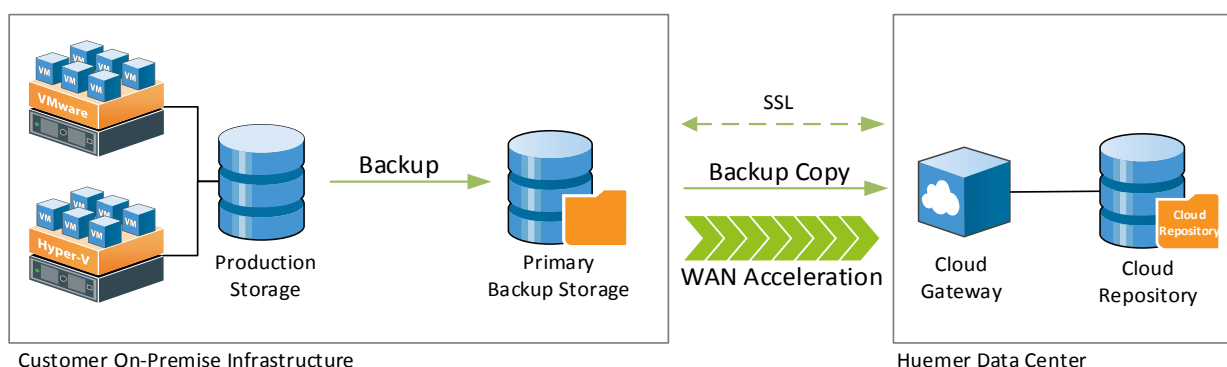 VM VM VM VM VM VM
VMware
VM VM VM VM VM VM
Hyper-V
Production
Storage
Backup
Primary
Backup Storage
SSL
Backup Copy
WAN Acceleration
Cloud
Gateway
Cloud
Repository
Cloud
Repository
Customer On-Premise Infrastructure
Huemer Data Center